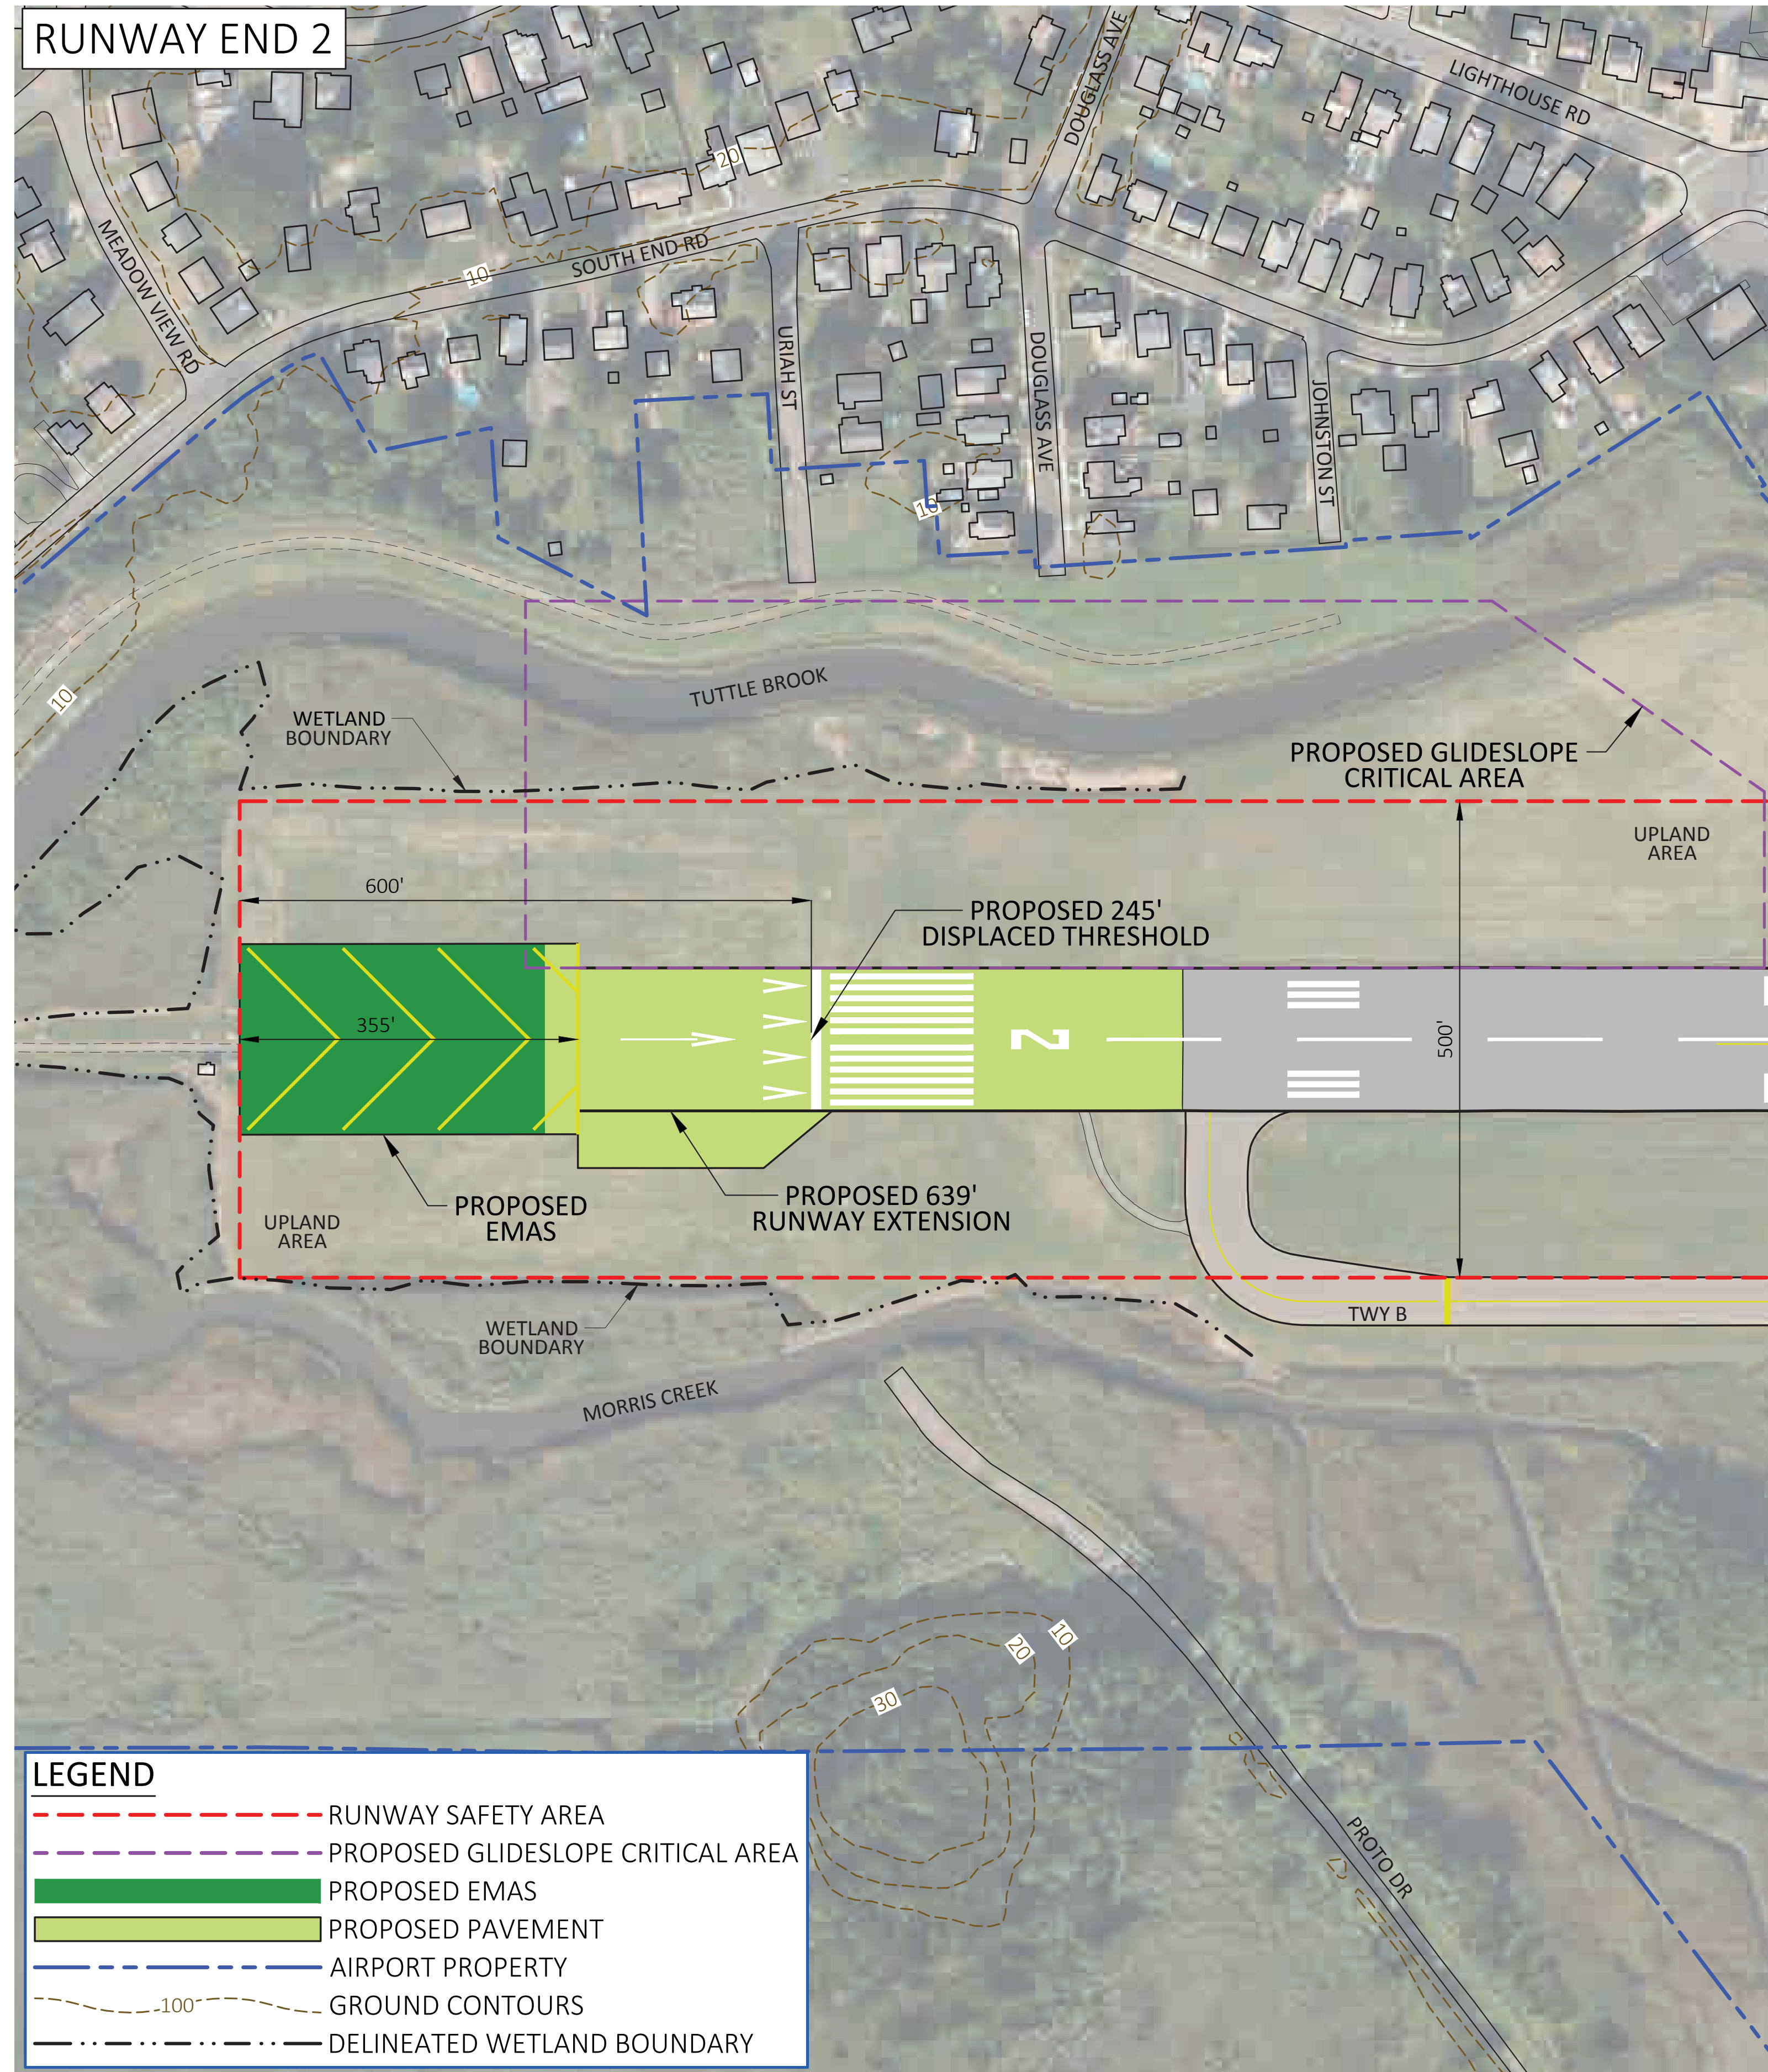 RUNWAY END 2
DOUGLASS AVE
LIGHTHOUSE RD
20
MEADOW VIEW RD
SOUTH END RD
10
URIAH ST
DOUGLASS AVE
JOHNSTON ST
10
10
TUTTLE BROOK
WETLAND
BOUNDARY
PROPOSED GLIDESLOPE
CRITICAL AREA
UPLAND
AREA
600'
PROPOSED 245'
DISPLACED THRESHOLD
355'
2
500'
PROPOSED
EMAS
PROPOSED 639'
RUNWAY EXTENSION
UPLAND
AREA
TWY B
WETLAND
BOUNDARY
MORRIS CREEK
10
20
30
PROTO DR
LEGEND
RUNWAY SAFETY AREA
PROPOSED GLIDESLOPE CRITICAL AREA
PROPOSED EMAS
PROPOSED PAVEMENT
AIRPORT PROPERTY
100 GROUND CONTOURS
DELINEATED WETLAND BOUNDARY